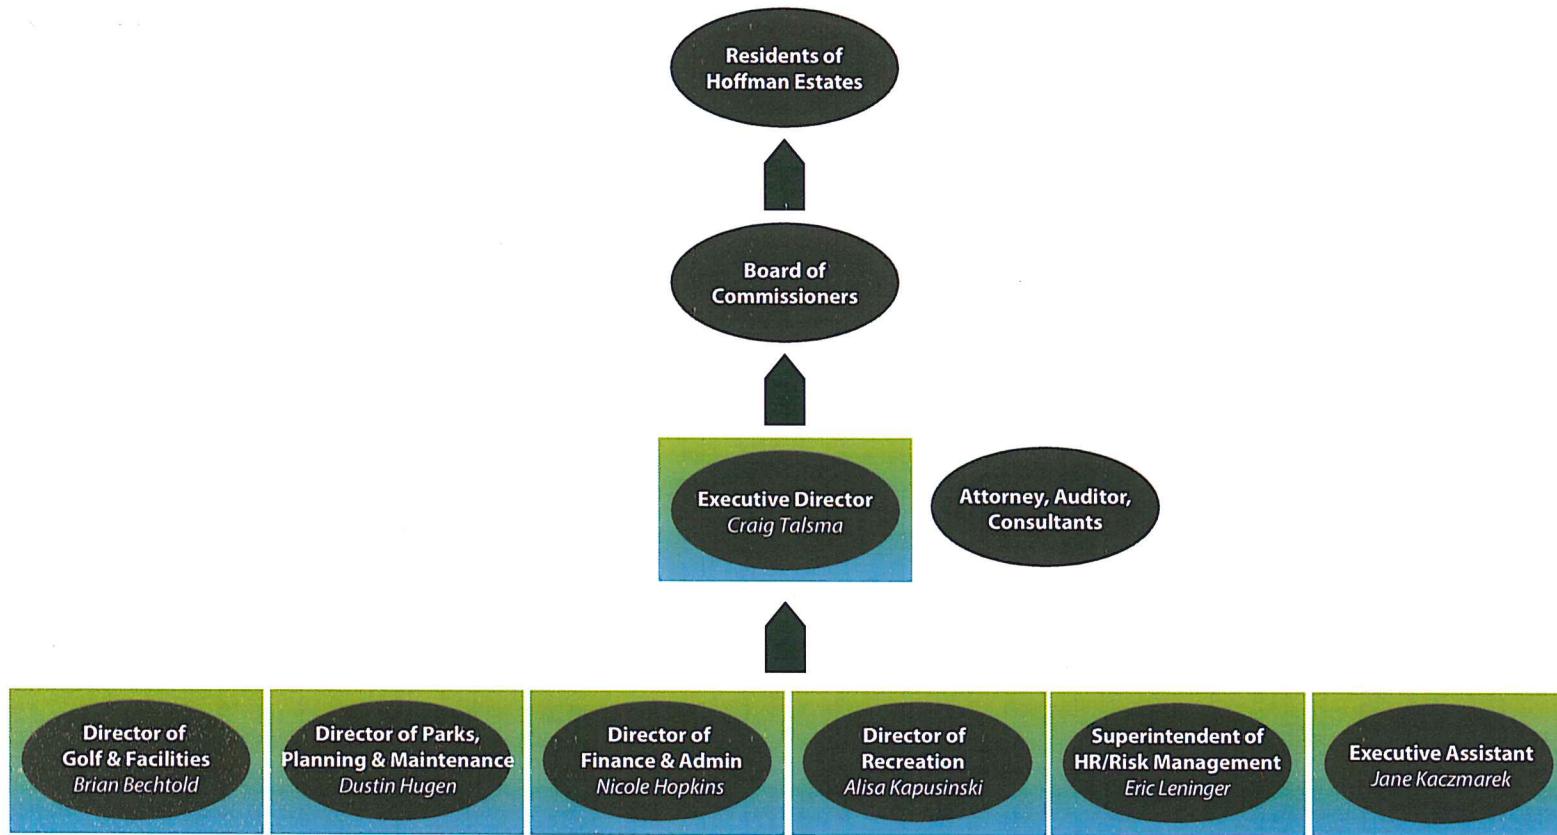 Residents of
Hoffman Estates
Board of
Commissioners
Executive Director
Craig Talsma
Attorney, Auditor,
Consultants
Director of
Golf & Facilities
Brian Bechtold
Director of Parks,
Planning & Maintenance
Dustin Hugen
Director of
Finance & Admin
Nicole Hopkins
Director of
Recreation
Alisa Kapusinski
Superintendent of
HR/Risk Management
Eric Leninger
Executive Assistant
Jane Kaczmarek